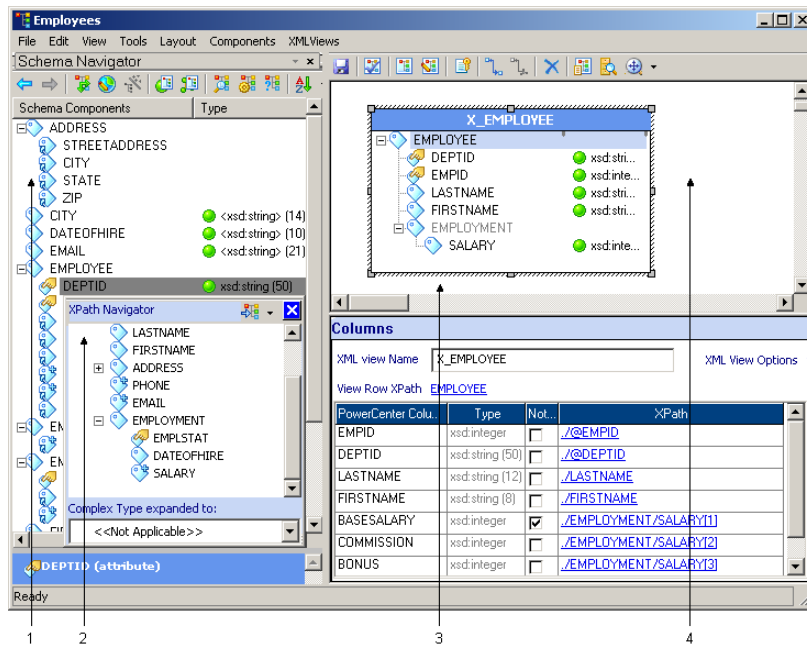 Employees
File Edit View Tools Layout Components XMLViews
Schema Navigator
Schema Components Type
ADDRESS
STREETADDRESS
CITY
STATE
ZIP
CITY <xsd:string> (14)
DATEOFHIRE <xsd:string> (10)
EMAIL <xsd:string> (21)
EMPLOYEE
DEPTID xsd:string (50)
XPath Navigator
LASTNAME
FIRSTNAME
ADDRESS
PHONE
EMAIL
EMPLOYMENT
EMPLSTAT
DATEOFHIRE
SALARY
Complex Type expanded to:
<<Not Applicable>>
DEPTID (attribute)
Ready
X_EMPLOYEE
EMPLOYEE
DEPTID xsd:stri...
EMPID xsd:inte...
LASTNAME xsd:stri...
FIRSTNAME xsd:stri...
EMPLOYMENT
SALARY xsd:inte...
Columns
XML view Name X_EMPLOYEE XML View Options
View Row XPath EMPLOYEE
PowerCenter Colu... Type Not... XPath
EMPID xsd:integer ./@EMPID
DEPTID xsd:string (50) ./@DEPTID
LASTNAME xsd:string (12) ./LASTNAME
FIRSTNAME xsd:string (8) ./FIRSTNAME
BASESALARY xsd:integer ./EMPLOYMENT/SALARY[1]
COMMISSION xsd:integer ./EMPLOYMENT/SALARY[2]
BONUS xsd:integer ./EMPLOYMENT/SALARY[3]
1 2 3 4